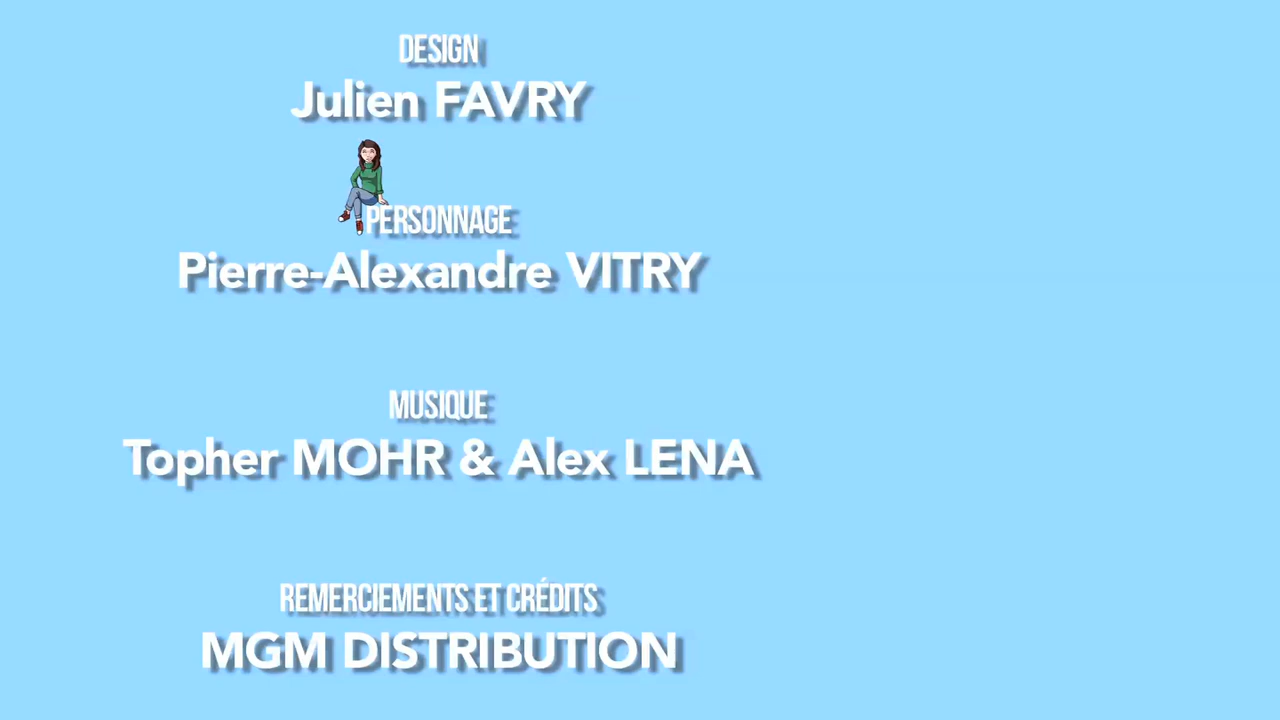 DESIGN
Julien FAVRY
PERSONNAGE
Pierre-Alexandre VITRY
MUSIQUE
Topher MOHR & Alex LENA
REMERCIEMENTS ET CRÉDITS
MGM DISTRIBUTION